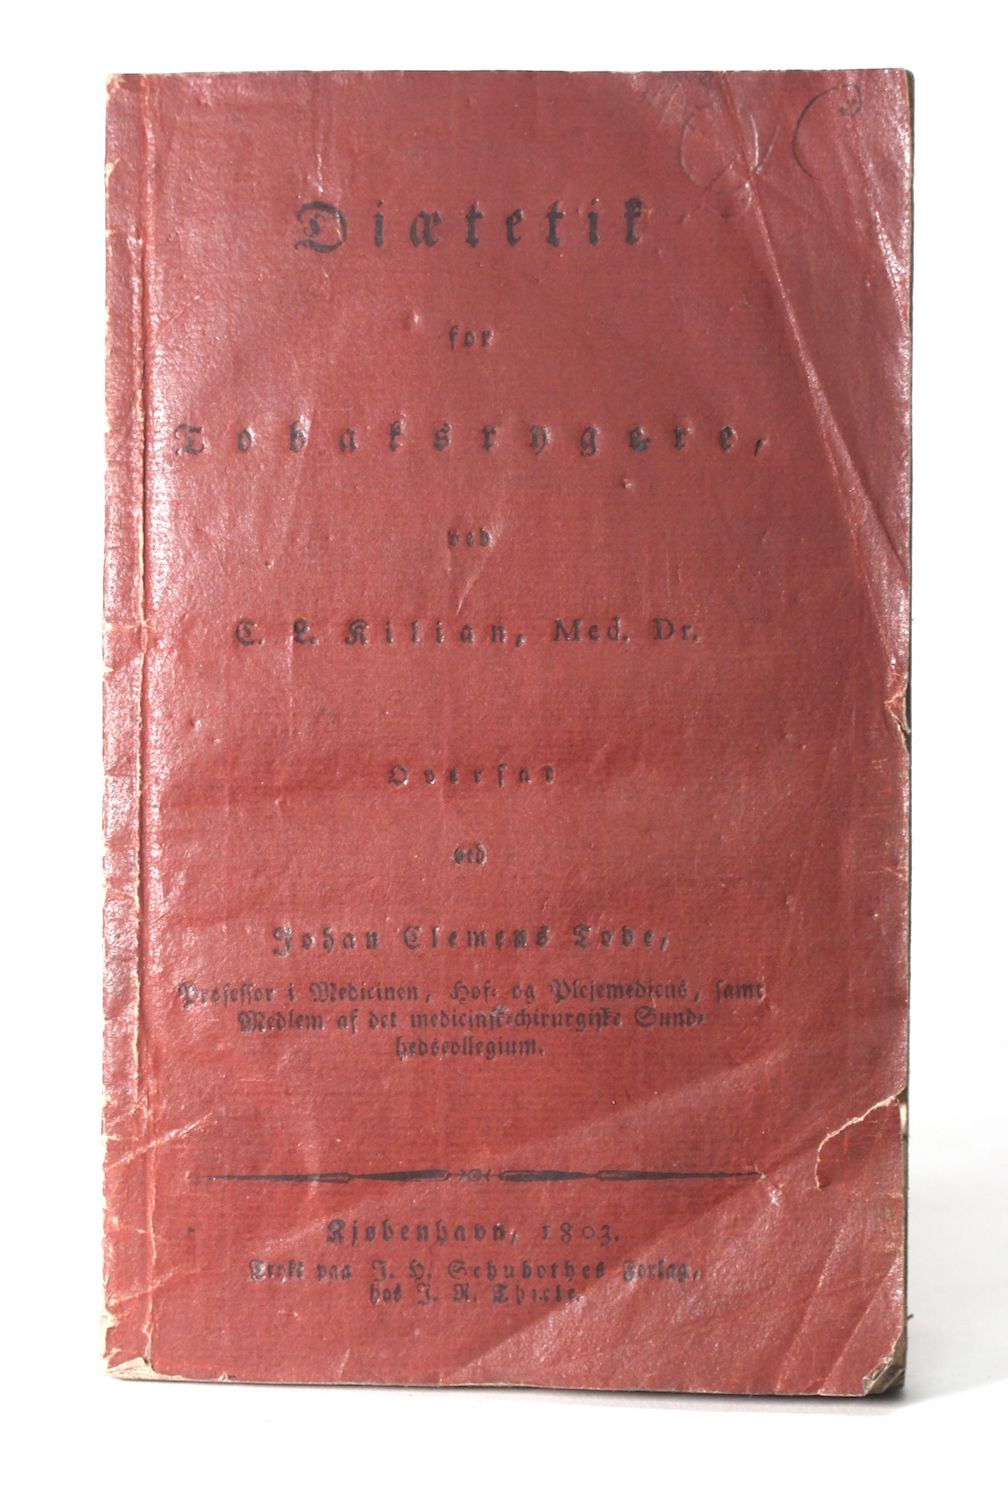 Diætetik
for
Tobaksrygere,
ved
C. L. Kilian, Med. Dr.
Oversat
ved
Johan Clemens Tode,
Professor i Medicinen, Hof- og Plejemedicus, samt
Medlem af det medicinsk-chirurgiske Sund-
hedscollegium.
Kjøbenhavn, 1803.
Trykt paa J. H. Schubothes Forlag,
hos J. R. Thiele.